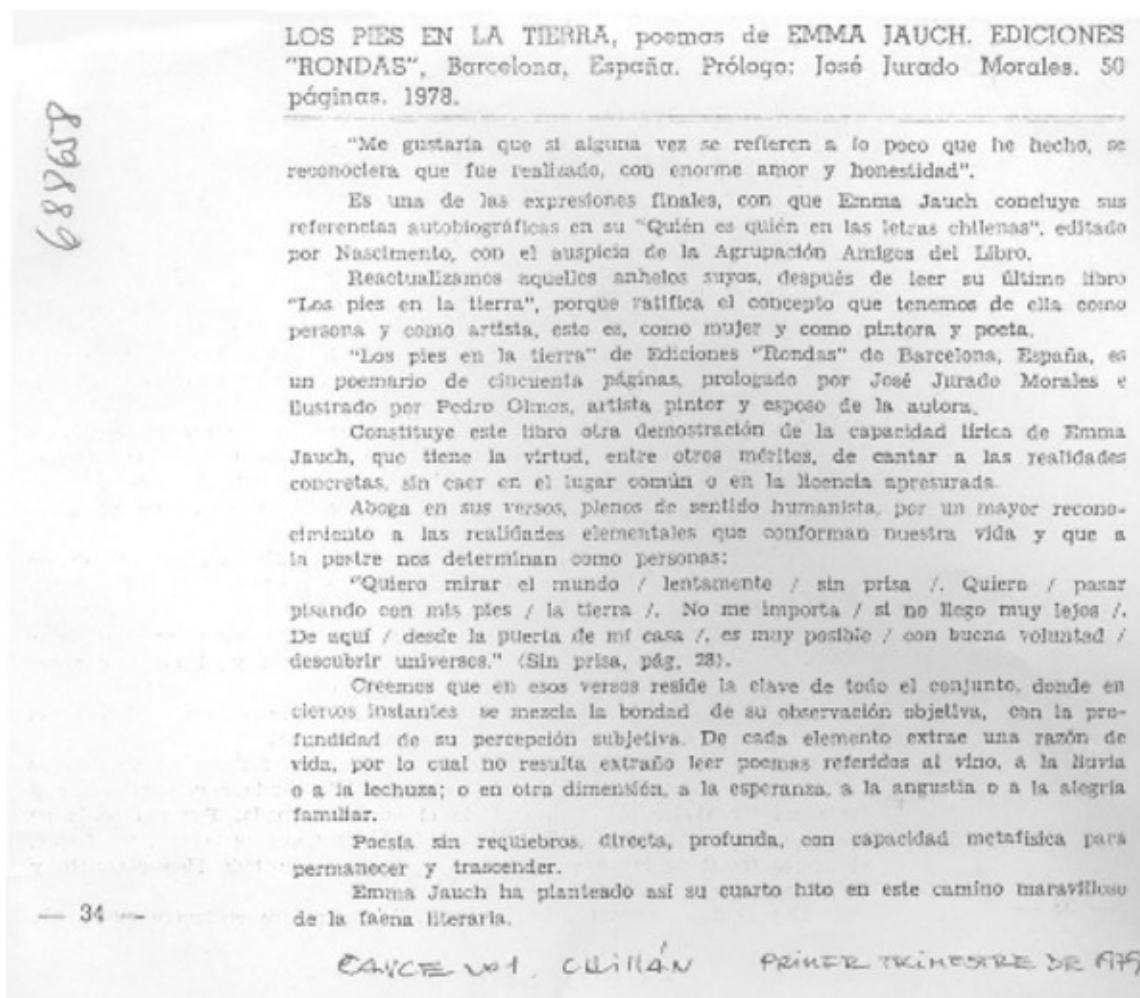 LOS PIES EN LA TIERRA, poemas de EMMA JAUCH. EDICIONES
"RONDAS", Barcelona, España. Prólogo: José Jurado Morales. 50
páginas. 1978.
688658
"Me gustaría que si alguna vez se refieren a lo poco que he hecho, se
reconociera que fue realizado, con enorme amor y honestidad".
Es una de las expresiones finales, con que Emma Jauch concluye sus
referencias autobiográficas en su "Quién es quién en las letras chilenas", editado
por Nascimento, con el auspicio de la Agrupación Amigos del Libro.
Reactualizamos aquellos anhelos suyos, después de leer su último libro
"Los pies en la tierra", porque ratifica el concepto que tenemos de ella como
persona y como artista, esto es, como mujer y como pintora y poeta.
"Los pies en la tierra" de Ediciones "Rondas" de Barcelona, España, es
un poemario de cincuenta páginas, prologado por José Jurado Morales e
ilustrado por Pedro Olmos, artista pintor y esposo de la autora.
Constituye este libro otra demostración de la capacidad lírica de Emma
Jauch, que tiene la virtud, entre otros méritos, de cantar a las realidades
concretas, sin caer en el lugar común o en la licencia apresurada.
Aboga en sus versos, plenos de sentido humanista, por un mayor recono-
cimiento a las realidades elementales que conforman nuestra vida y que a
la postre nos determinan como personas:
"Quiero mirar el mundo / lentamente / sin prisa /. Quiero / pasar
pisando con mis pies / la tierra /. No me importa / si no llego muy lejos /.
De aquí / desde la puerta de mi casa /, es muy posible / con buena voluntad /
descubrir universos." (Sin prisa, pág. 28).
Creemos que en esos versos reside la clave de todo el conjunto, donde en
ciertos instantes se mezcla la bondad de su observación objetiva, con la pro-
fundidad de su percepción subjetiva. De cada elemento extrae una razón de
vida, por lo cual no resulta extraño leer poemas referidos al vino, a la lluvia
o a la lechuza; o en otra dimensión, a la esperanza, a la angustia o a la alegría
familiar.
Poesía sin requiebros, directa, profunda, con capacidad metafísica para
permanecer y trascender.
Emma Jauch ha planteado así su cuarto hito en este camino maravilloso
de la faena literaria.
— 34 —
CAUCE Nº1. CHILLÁN PRIMER TRIMESTRE DE 1979